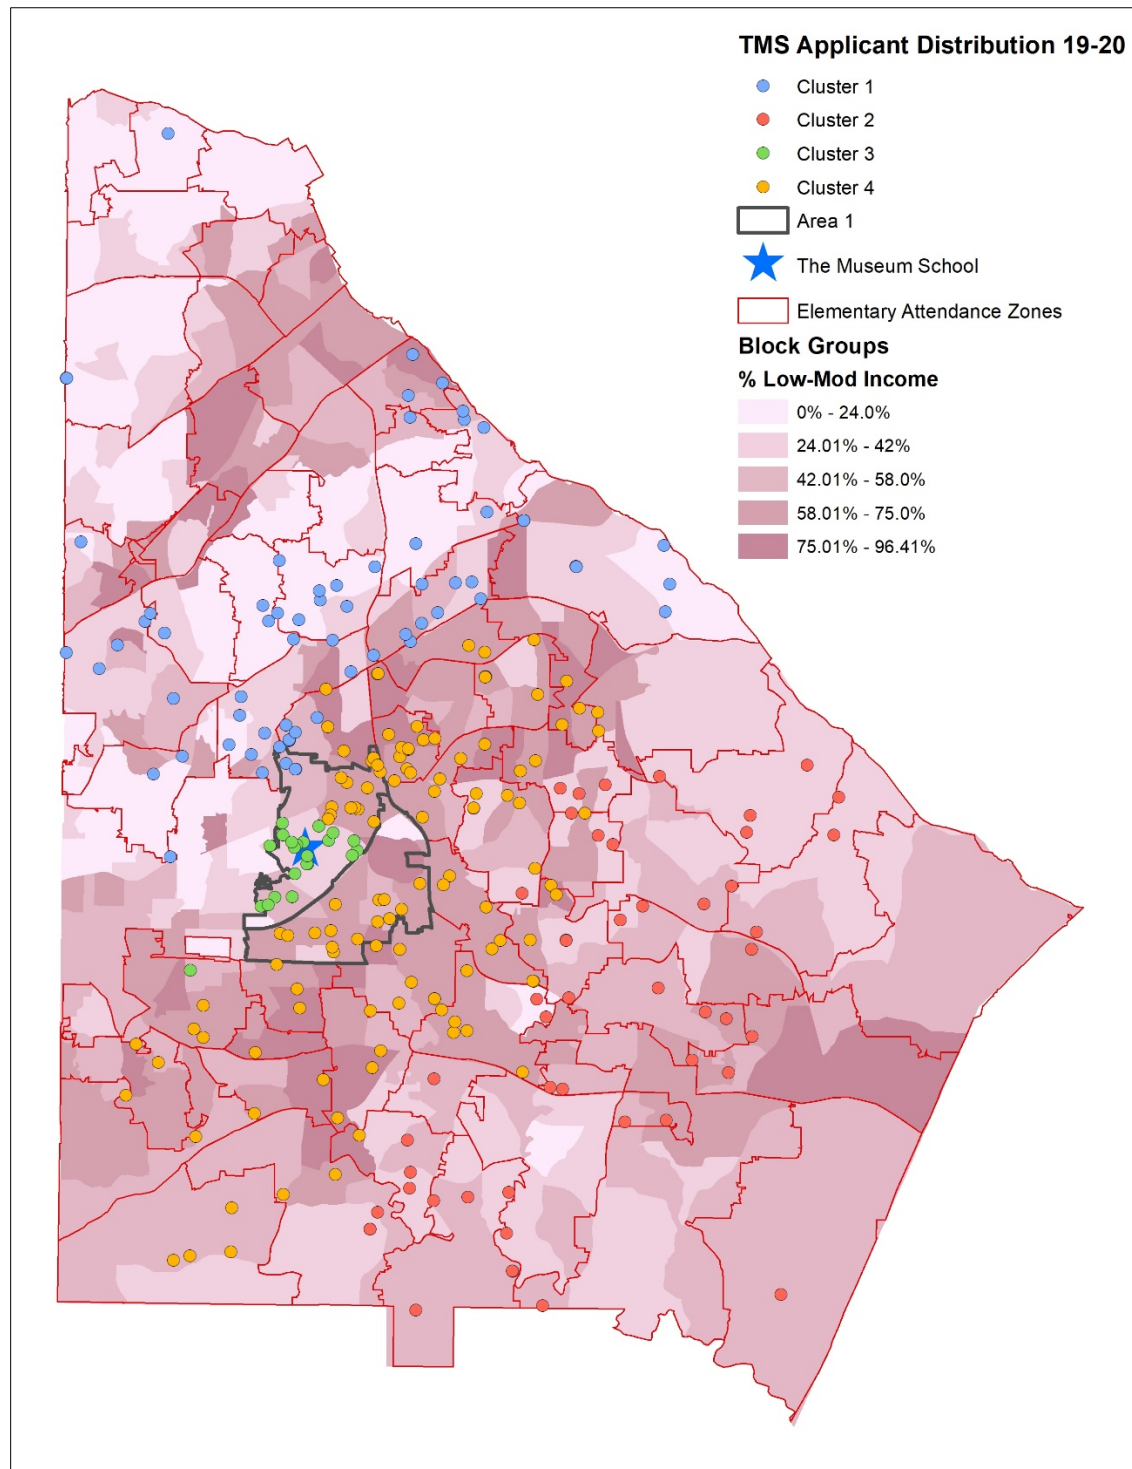 TMS Applicant Distribution 19-20
Cluster 1
Cluster 2
Cluster 3
Cluster 4
Area 1
The Museum School
Elementary Attendance Zones
Block Groups
% Low-Mod Income
0% - 24.0%
24.01% - 42%
42.01% - 58.0%
58.01% - 75.0%
75.01% - 96.41%